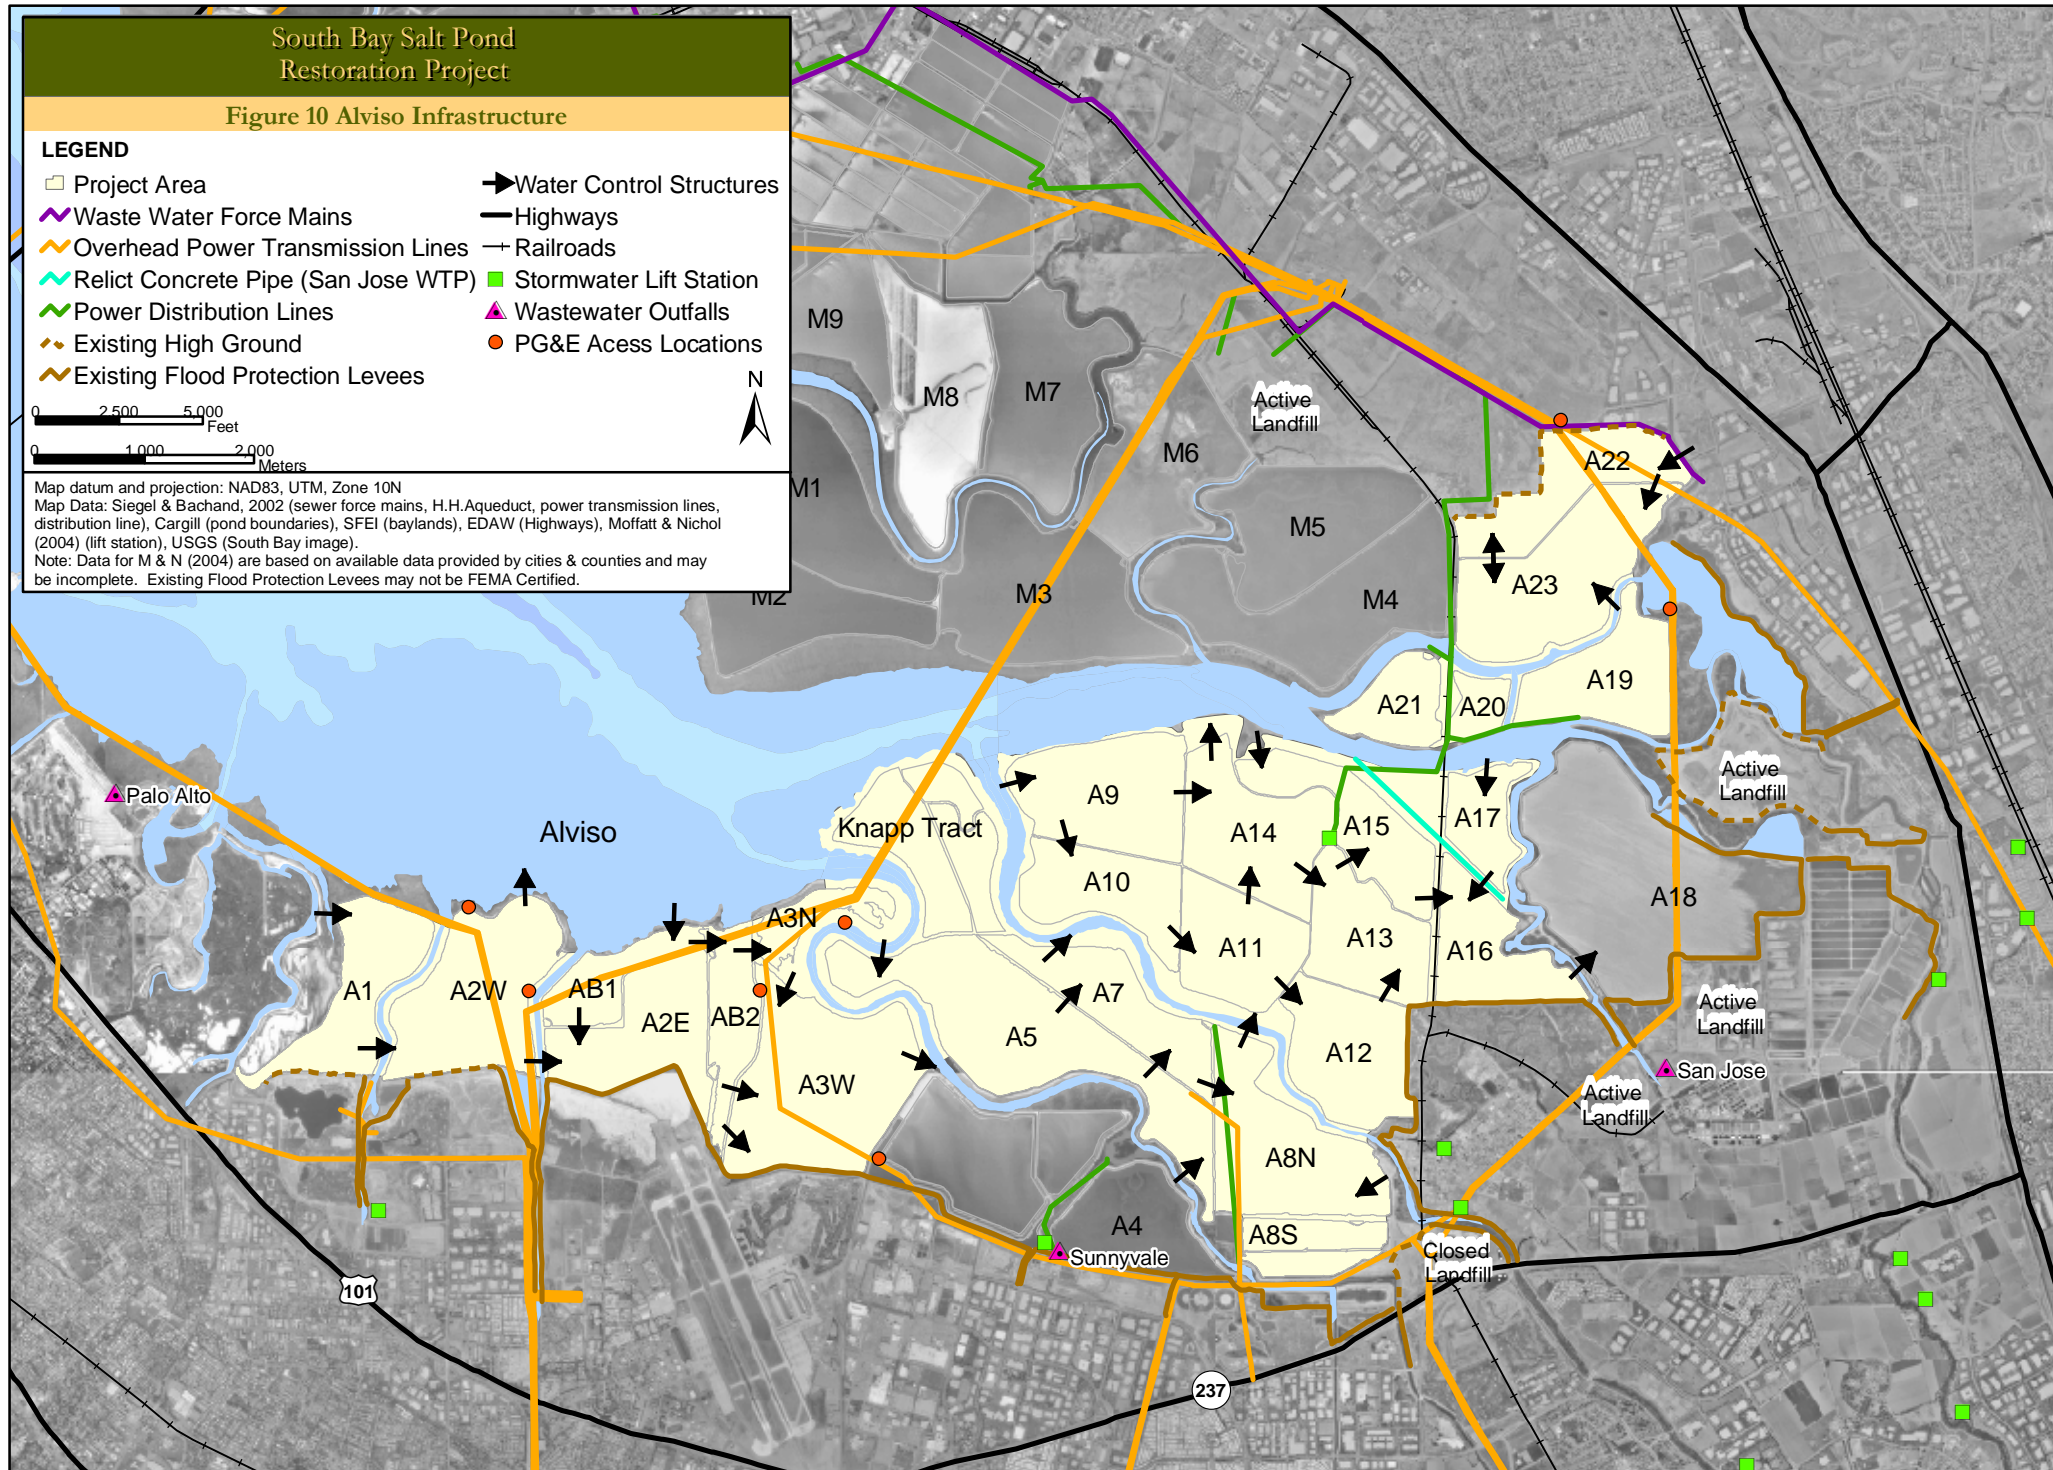 South Bay Salt Pond
Restoration Project
Figure 10 Alviso Infrastructure
LEGEND
Project Area
Waste Water Force Mains
Overhead Power Transmission Lines
Relict Concrete Pipe (San Jose WTP)
Power Distribution Lines
Existing High Ground
Existing Flood Protection Levees
Water Control Structures
Highways
Railroads
Stormwater Lift Station
Wastewater Outfalls
PG&E Acess Locations
N
0 2,500 5,000
Feet
0 1,000 2,000
Meters
Map datum and projection: NAD83, UTM, Zone 10N
Map Data: Siegel & Bachand, 2002 (sewer force mains, H.H.Aqueduct, power transmission lines,
distribution line), Cargill (pond boundaries), SFEI (baylands), EDAW (Highways), Moffatt & Nichol
(2004) (lift station), USGS (South Bay image).
Note: Data for M & N (2004) are based on available data provided by cities & counties and may
be incomplete. Existing Flood Protection Levees may not be FEMA Certified.
M9
M8
M7
M6
Active
Landfill
M1
M5
M2
M3
M4
A22
A23
A19
A21
A20
Active
Landfill
Palo Alto
Alviso
Knapp Tract
A9
A14
A15
A17
A10
A18
A3N
A11
A13
A16
A1
A2W
AB1
A2E
AB2
A7
A5
A12
Active
Landfill
A3W
San Jose
Active
Landfill
A8N
A4
A8S
Sunnyvale
Closed
Landfill
101
237